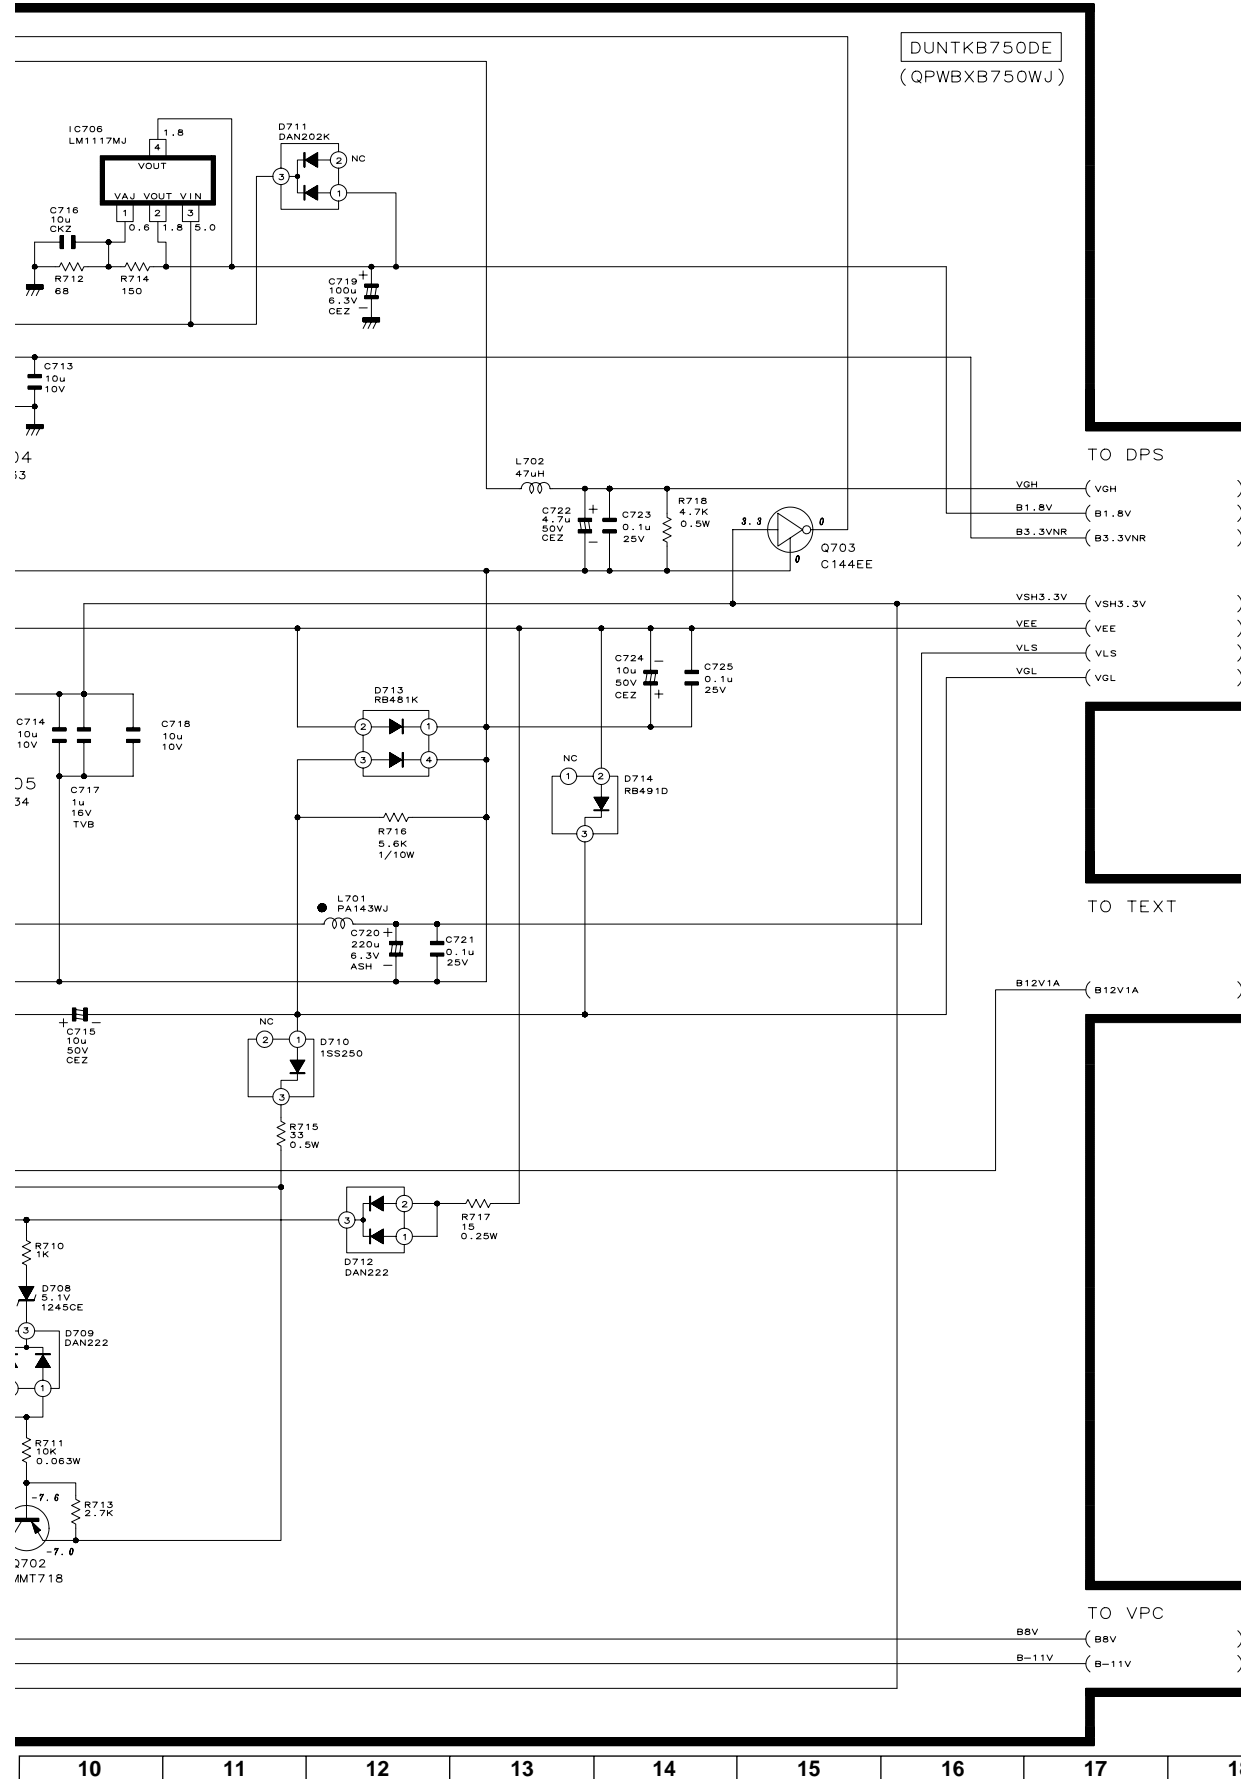 DUNTKB750DE
(QPWBXB750WJ)
IC706
LM1117MJ
4
1.8
VOUT
VAJ VOUT VIN
1
2
3
0.6
1.8
5.0
D711
DAN202K
2
NC
3
1
C716
10u
CKZ
R712
68
R714
150
C719
100u
6.3V
CEZ
+
-
C713
10u
10V
TO DPS
L702
47uH
C722
4.7u
50V
CEZ
+
-
C723
0.1u
25V
R718
4.7K
0.5W
3.3
0
0
Q703
C144EE
VGH
VGH
B1.8V
B1.8V
B3.3VNR
B3.3VNR
VSH3.3V
VSH3.3V
VEE
VEE
VLS
VLS
VGL
VGL
C724
10u
50V
CEZ
-
+
C725
0.1u
25V
D713
RB481K
2
1
3
4
C714
10u
10V
C718
10u
10V
C717
1u
16V
TVB
NC
1
2
3
D714
RB491D
R716
5.6K
1/10W
L701
PA143WJ
C720
220u
6.3V
ASH
+
-
C721
0.1u
25V
TO TEXT
B12V1A
B12V1A
+
-
C715
10u
50V
CEZ
NC
2
1
3
D710
1SS250
R715
33
0.5W
3
2
1
D712
DAN222
R717
15
0.25W
R710
1K
D708
5.1V
1245CE
3
D709
DAN222
1
R711
10K
0.063W
-7.6
R713
2.7K
-7.0
Q702
MMT718
TO VPC
B8V
B8V
B-11V
B-11V
10
11
12
13
14
15
16
17